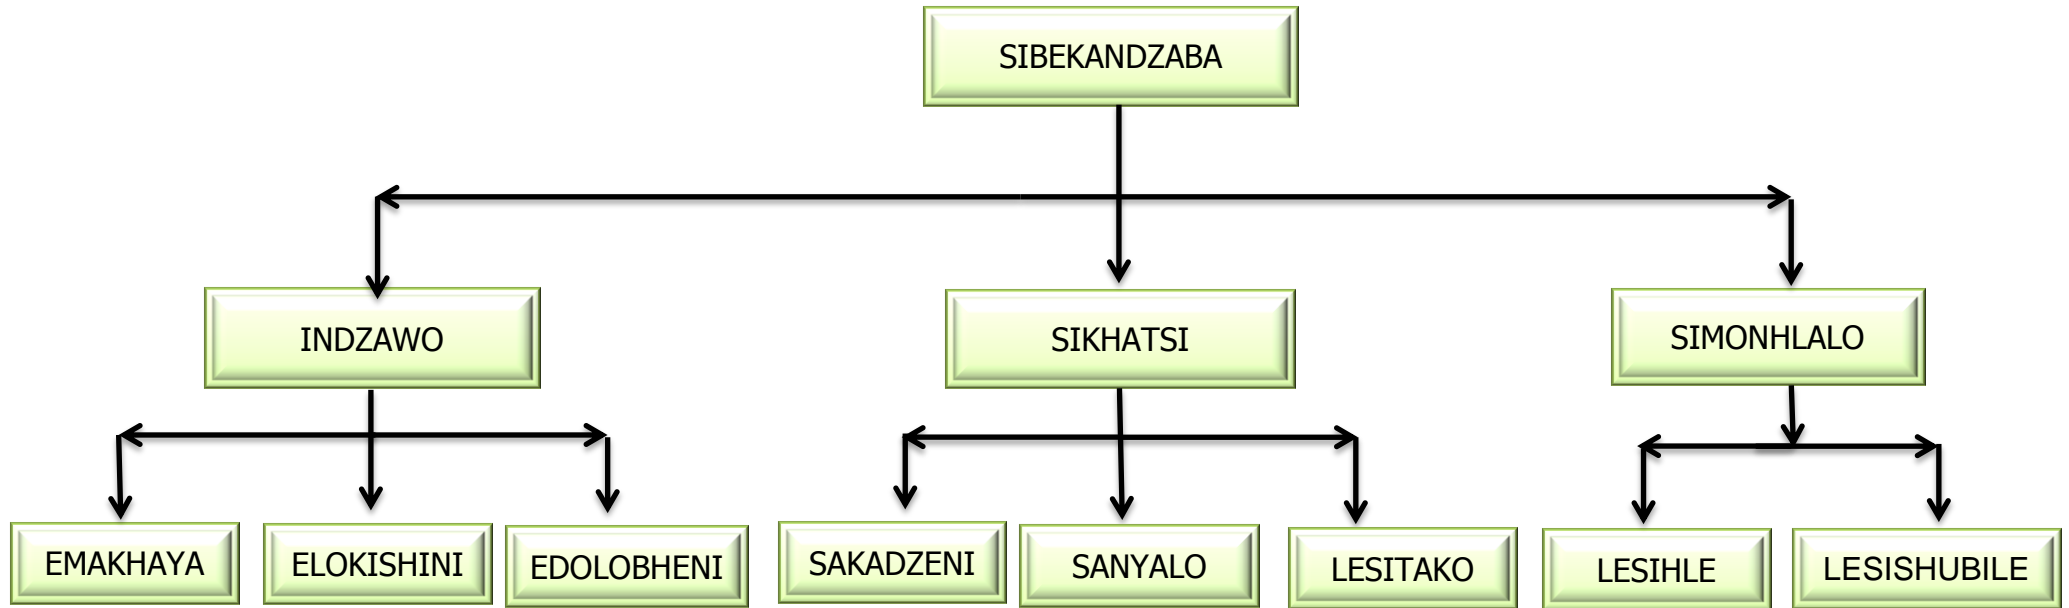 SIBEKANDZABA
INDZAWO
SIKHATSI
SIMONHLALO
EMAKHAYA
ELOKISHINI
EDOLOBHENI
SAKADZENI
SANYALO
LESITAKO
LESIHLE
LESISHUBILE